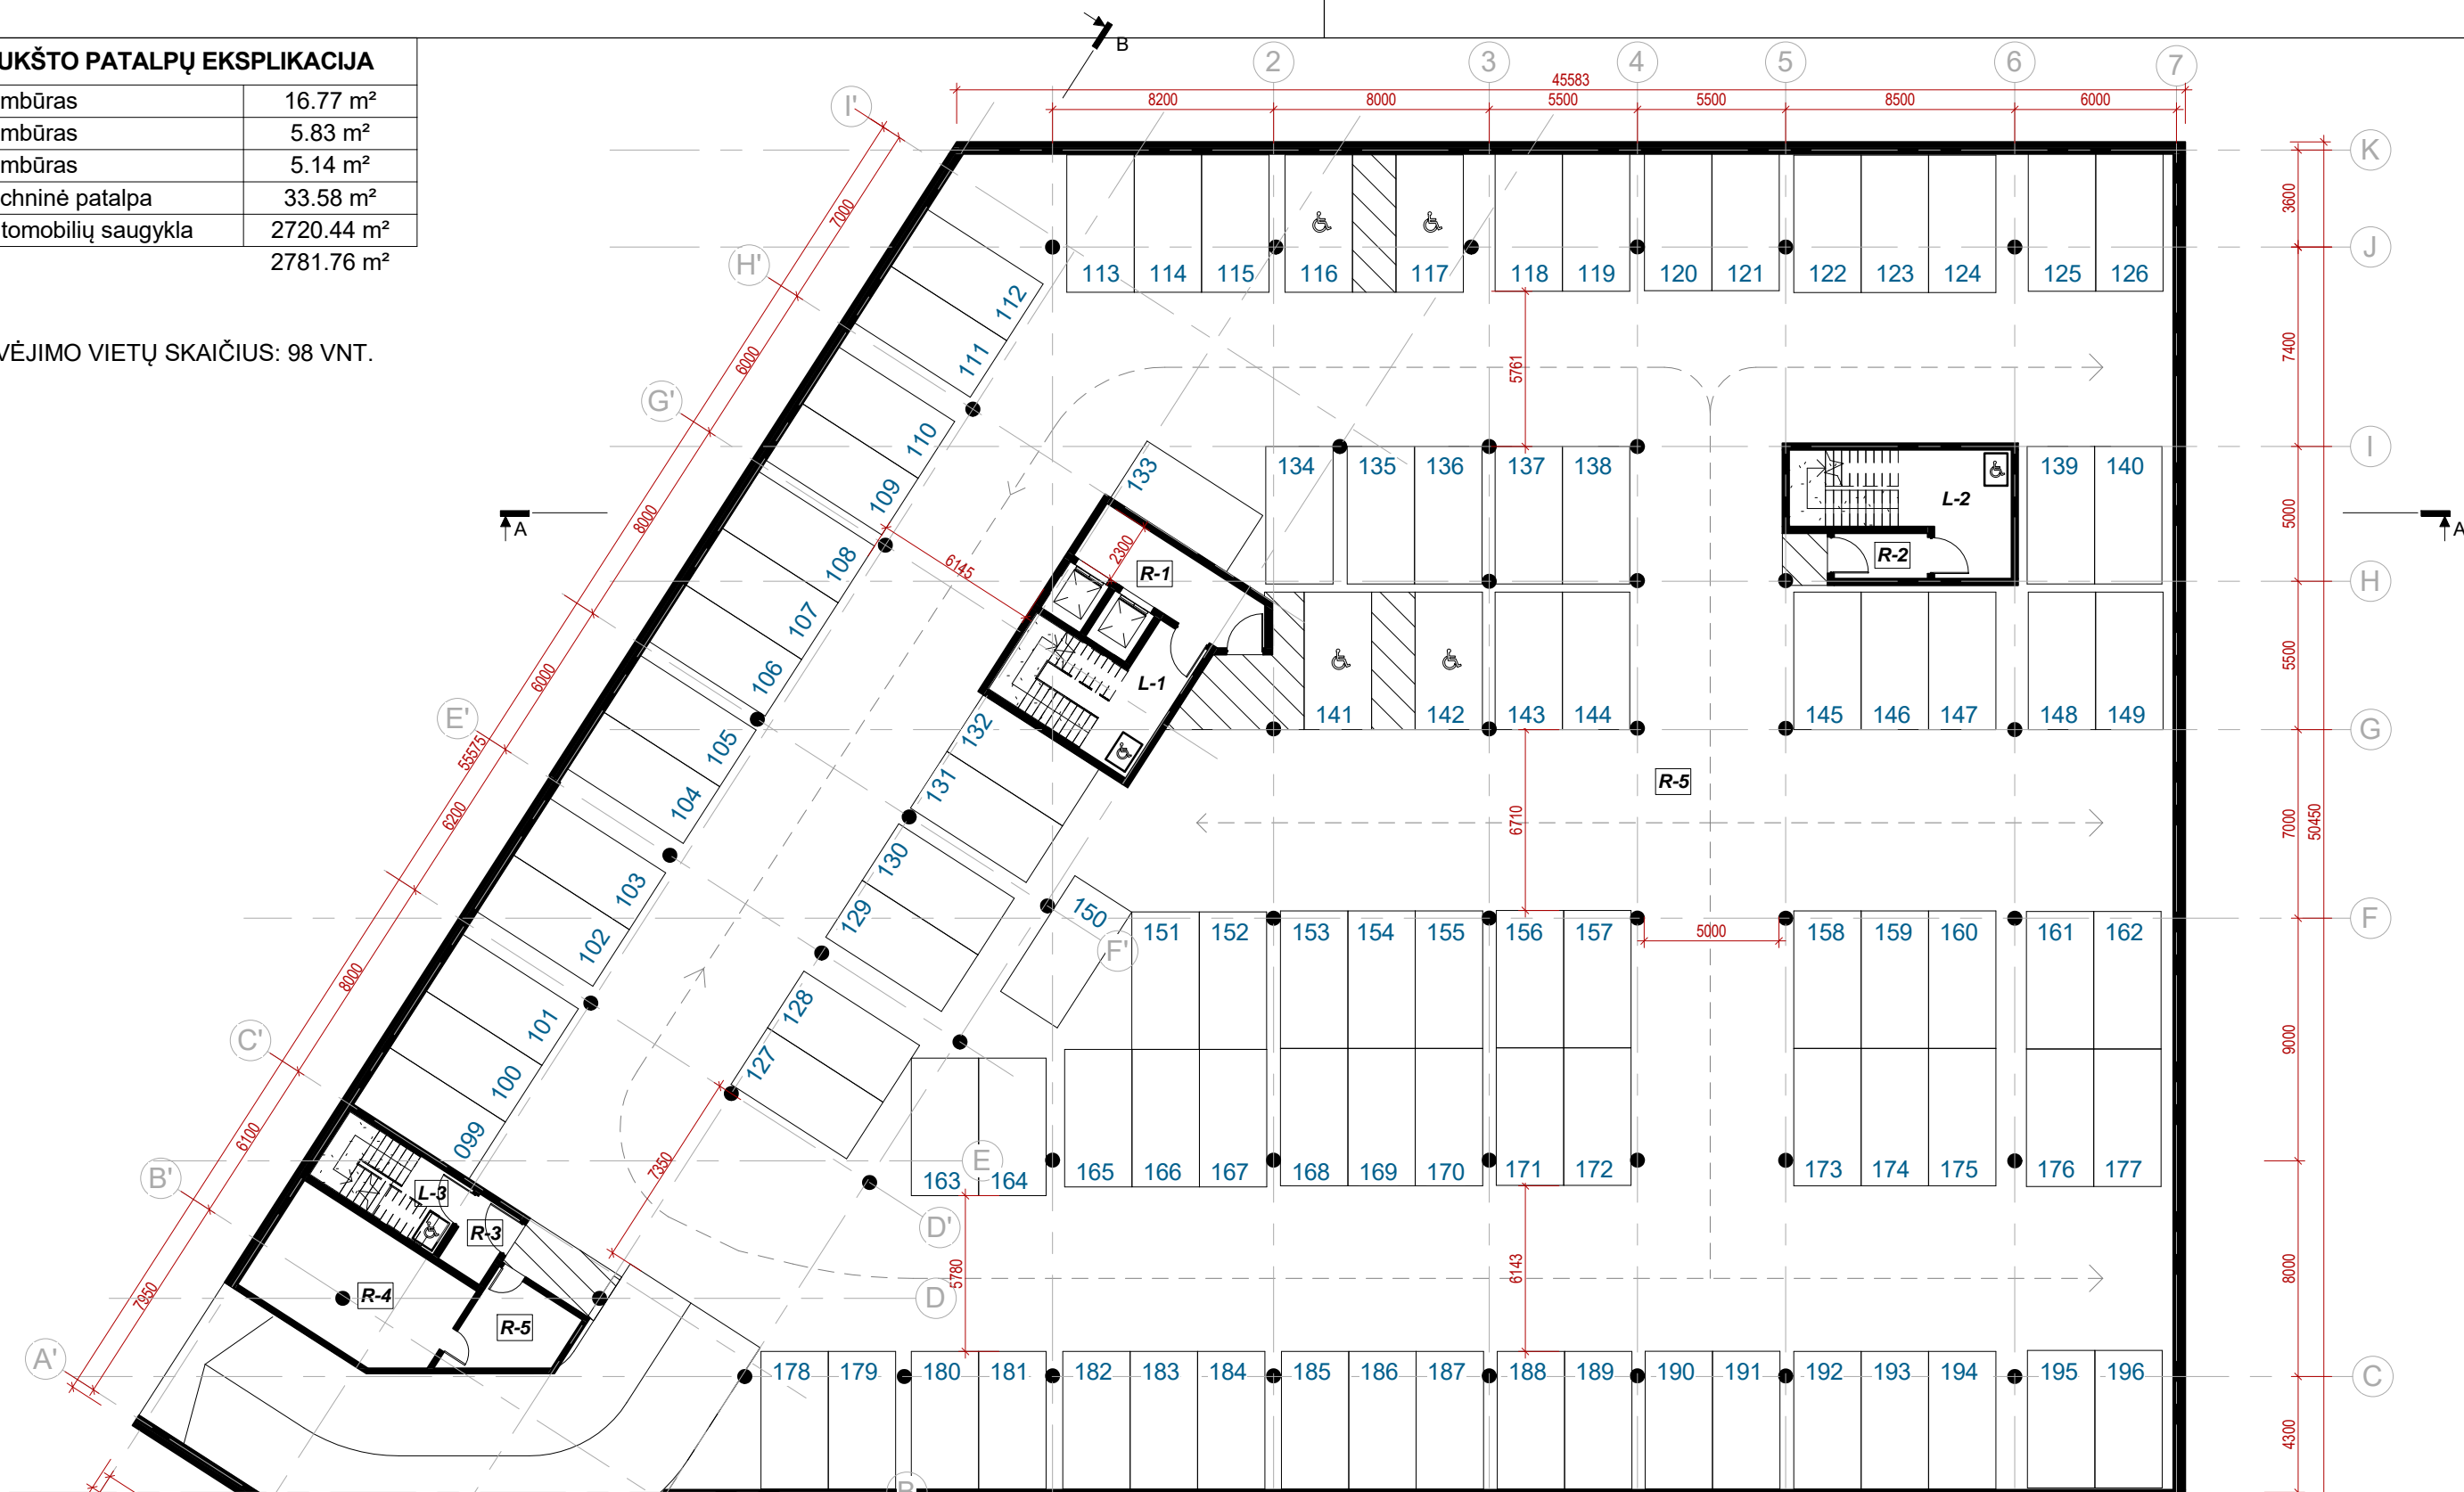 UKŠTO PATALPŲ EKSPLIKACIJA
mbūras 16.77 m²
mbūras 5.83 m²
mbūras 5.14 m²
chninė patalpa 33.58 m²
tomobilių saugykla 2720.44 m²
2781.76 m²
VĖJIMO VIETŲ SKAIČIUS: 98 VNT.
B
2 3 4 5 6 7
45583
8200 8000 5500 5500 8500 6000
I'
H'
G'
E'
C'
B'
A'
7000
6000
8000
6000
55575
6200
8000
6100
7950
K
J
I
H
G
F
C
3600
7400
5000
5500
7000
50450
9000
8000
4300
113 114 115 116 117 118 119 120 121 122 123 124 125 126
112
111
110
109
108
107
106
105
104
103
102
101
100
099
5761
A
A
133
134 135 136 137 138
139 140
L-2
R-2
2300
R-1
6145
L-1
141 142 143 144 145 146 147 148 149
132
131
130
129
128
127
R-5
6710
150
F'
151 152 153 154 155 156 157 158 159 160 161 162
5000
E
163 164 165 166 167 168 169 170 171 172 173 174 175 176 177
7350
D'
D
5780
6143
L-3
R-3
R-4
R-5
178 179 180 181 182 183 184 185 186 187 188 189 190 191 192 193 194 195 196
B